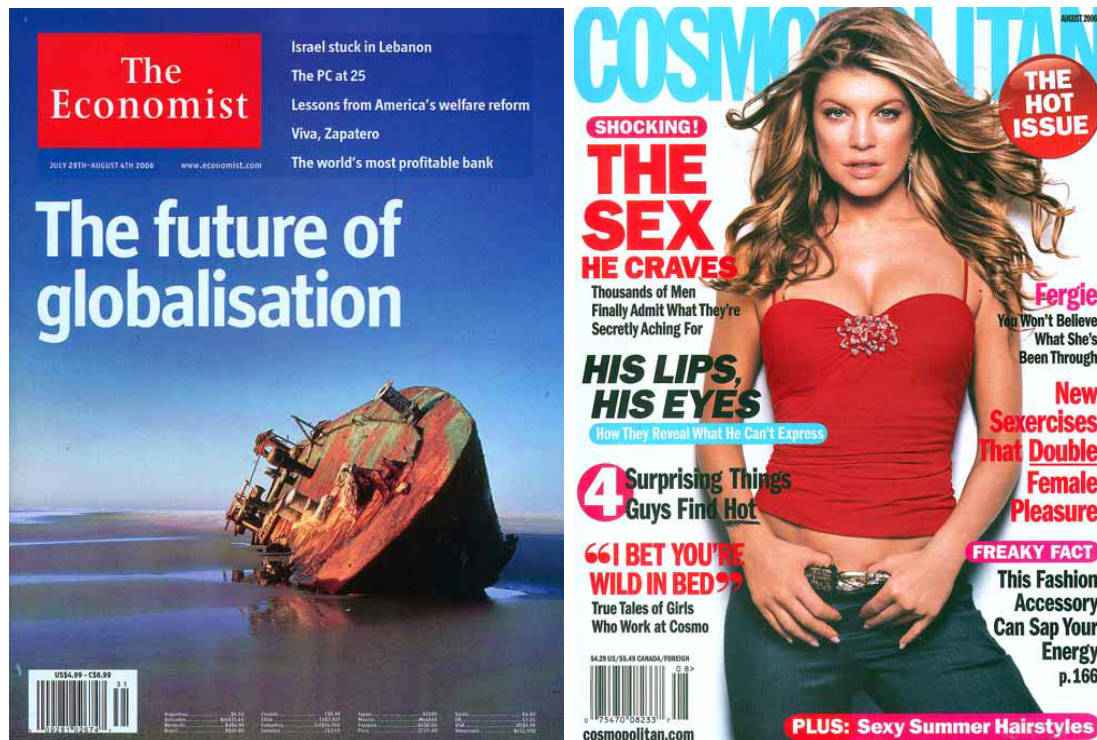 The
Economist
JULY 29TH–AUGUST 4TH 2006 www.economist.com
Israel stuck in Lebanon
The PC at 25
Lessons from America's welfare reform
Viva, Zapatero
The world's most profitable bank
The future of
globalisation
US$4.99 - C$6.99
31
COSMOPOLITAN
AUGUST 2006
THE
HOT
ISSUE
SHOCKING!
THE
SEX
HE CRAVES
Thousands of Men
Finally Admit What They're
Secretly Aching For
HIS LIPS,
HIS EYES
How They Reveal What He Can't Express
4 Surprising Things
Guys Find Hot
“I BET YOU'RE
WILD IN BED”
True Tales of Girls
Who Work at Cosmo
$4.29 US/$5.49 CANADA/FOREIGN
08>
0 75470 08233 7
cosmopolitan.com
Fergie
You Won't Believe
What She's
Been Through
New
Sexercises
That Double
Female
Pleasure
FREAKY FACT
This Fashion
Accessory
Can Sap Your
Energy
p.166
PLUS: Sexy Summer Hairstyles